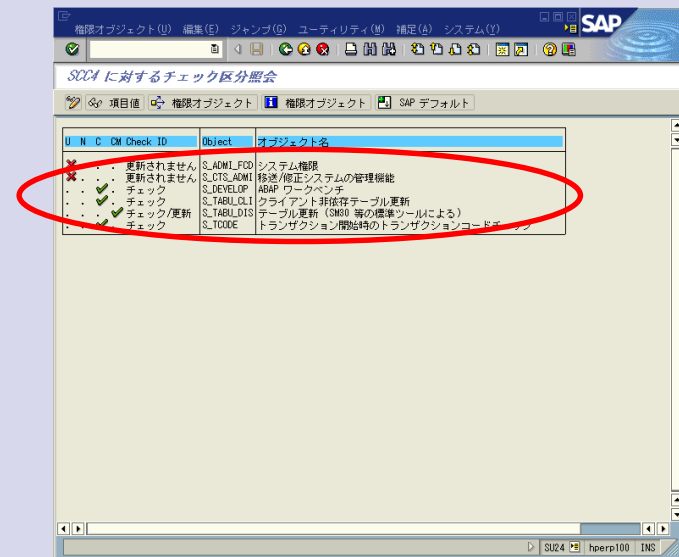 権限オブジェクト(U) 編集(E) ジャンプ(G) ユーティリティ(M) 補足(A) システム(Y)
SAP
SCC4 に対するチェック区分照会
項目値 権限オブジェクト 権限オブジェクト SAP デフォルト
U N C CM Check ID Object オブジェクト名
. . . 更新されません S_ADMI_FCD システム権限
. . . 更新されません S_CTS_ADMI 移送/修正システムの管理機能
. . . チェック S_DEVELOP ABAP ワークベンチ
. . . チェック S_TABU_CLI クライアント非依存テーブル更新
. . . チェック/更新 S_TABU_DIS テーブル更新 (SM30 等の標準ツールによる)
. . . チェック S_TCODE トランザクション開始時のトランザクションコードチェック
SU24 hperp100 INS